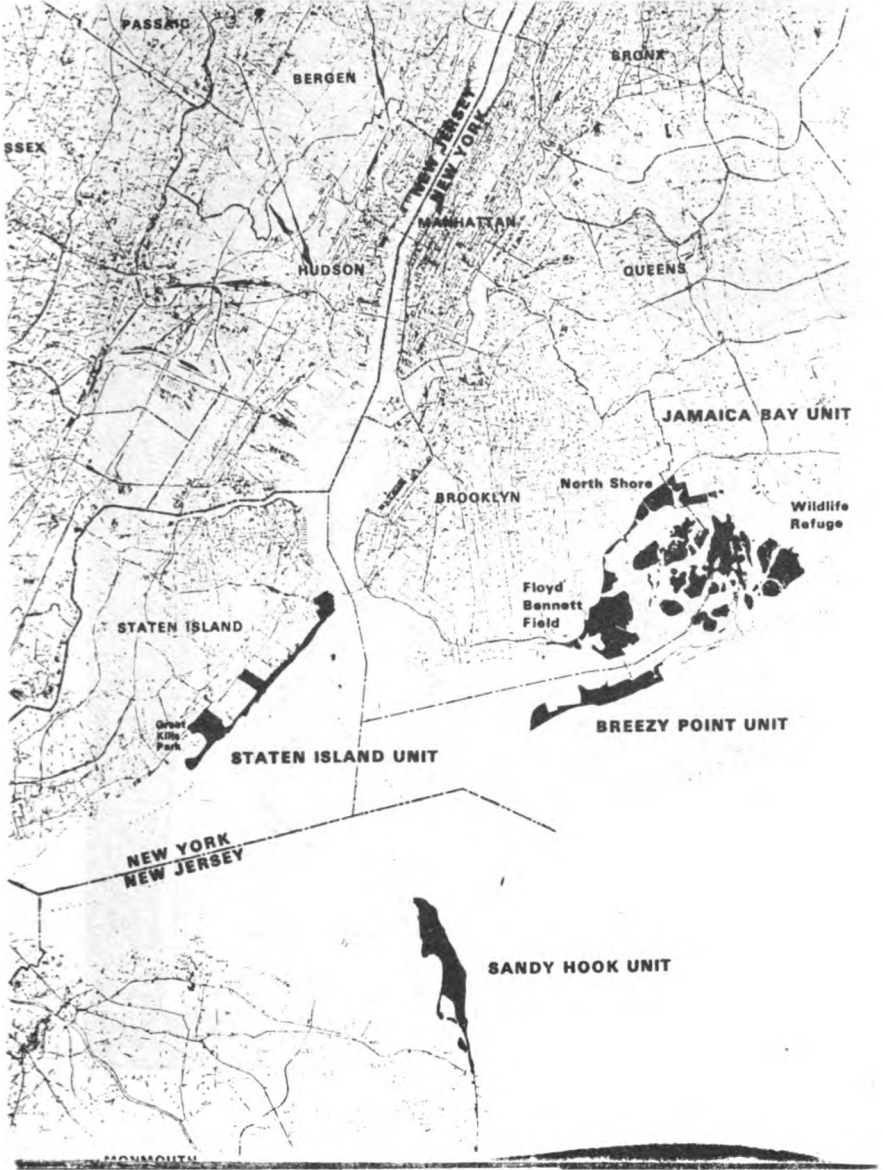 PASSAIC
BERGEN
BRONX
SSEX
NEW JERSEY
NEW YORK
MANHATTAN
HUDSON
QUEENS
JAMAICA BAY UNIT
North Shore
BROOKLYN
Wildlife
Refuge
Floyd
Bennett
Field
STATEN ISLAND
Great
Kills
Park
BREEZY POINT UNIT
STATEN ISLAND UNIT
NEW YORK
NEW JERSEY
SANDY HOOK UNIT
MONMOUTH